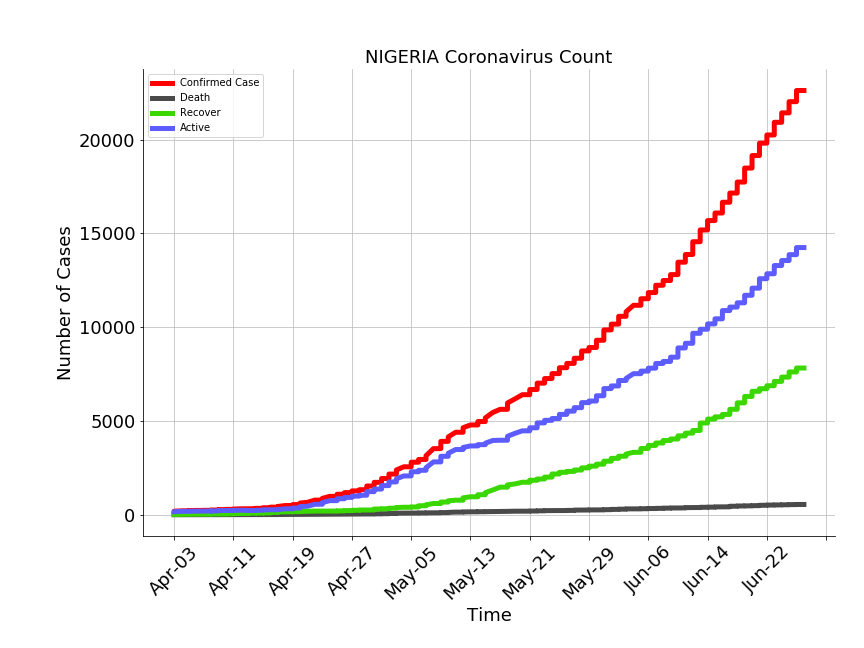 NIGERIA Coronavirus Count
Confirmed Case
Death
Recover
Active
Number of Cases
20000
15000
10000
5000
0
Apr-03
Apr-11
Apr-19
Apr-27
May-05
May-13
May-21
May-29
Jun-06
Jun-14
Jun-22
Time